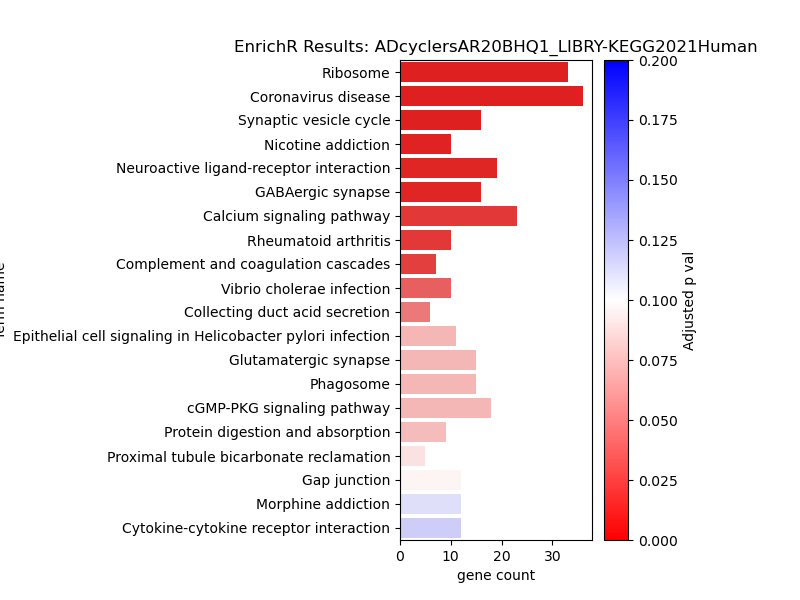 EnrichR Results: ADcyclersAR20BHQ1_LIBRY-KEGG2021Human
Ribosome
Coronavirus disease
Synaptic vesicle cycle
Nicotine addiction
Neuroactive ligand-receptor interaction
GABAergic synapse
Calcium signaling pathway
Rheumatoid arthritis
Complement and coagulation cascades
Vibrio cholerae infection
Collecting duct acid secretion
Epithelial cell signaling in Helicobacter pylori infection
Glutamatergic synapse
Phagosome
cGMP-PKG signaling pathway
Protein digestion and absorption
Proximal tubule bicarbonate reclamation
Gap junction
Morphine addiction
Cytokine-cytokine receptor interaction
0 10 20 30
gene count
0.200
0.175
0.150
0.125
0.100
0.075
0.050
0.025
0.000
Adjusted p val